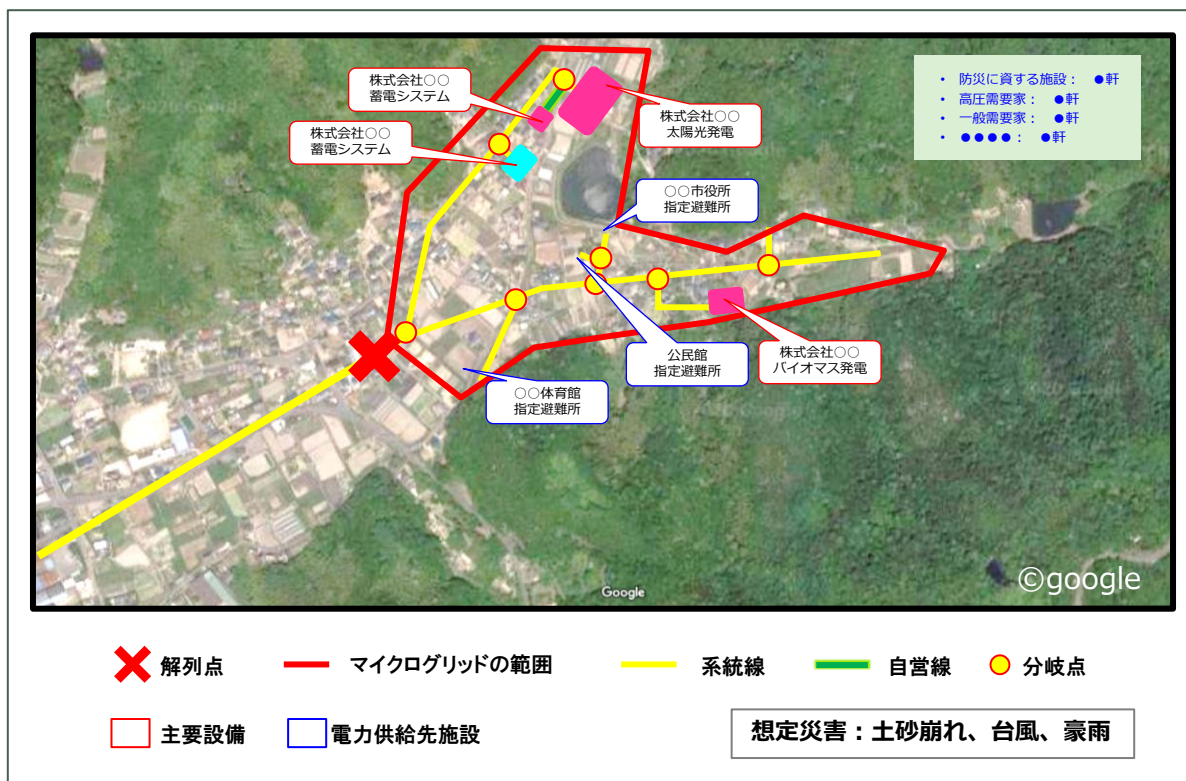 株式会社○○
蓄電システム
株式会社○○
太陽光発電
株式会社○○
蓄電システム
• 防災に資する施設： ●軒
• 高圧需要家： ●軒
• 一般需要家： ●軒
• ●●●●： ●軒
○○市役所
指定避難所
公民館
指定避難所
株式会社○○
バイオマス発電
○○体育館
指定避難所
Google
©google
解列点
マイクログリッドの範囲
系統線
自営線
分岐点
主要設備
電力供給先施設
想定災害：土砂崩れ、台風、豪雨